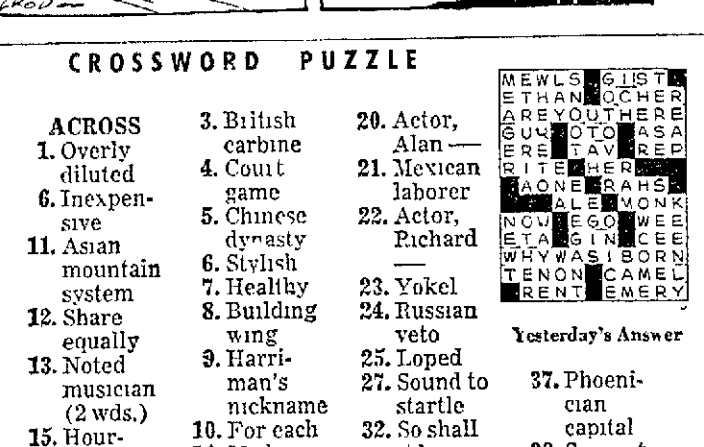 CROSSWORD PUZZLE
ACROSS
1. Overly
diluted
6. Inexpen-
sive
11. Asian
mountain
system
12. Share
equally
13. Noted
musician
(2 wds.)
15. Hour-
3. British
carbine
4. Court
game
5. Chinese
dynasty
6. Stylish
7. Healthy
8. Building
wing
9. Harri-
man's
nickname
10. For each
20. Actor,
Alan —
21. Mexican
laborer
22. Actor,
Richard
—
23. Yokel
24. Russian
veto
25. Loped
27. Sound to
startle
32. So shall
MEWLS GIST
ETHAN OCHER
AREYOUTHERE
GUN OTO ASA
ERE TAV REP
RITE HER
AONE RAHS
ALE MONK
NOW EGO WEE
ETA GIN CEE
WHYWASIBORN
TENON CAMEL
RENT EMERY
Yesterday's Answer
37. Phoeni-
cian
capital